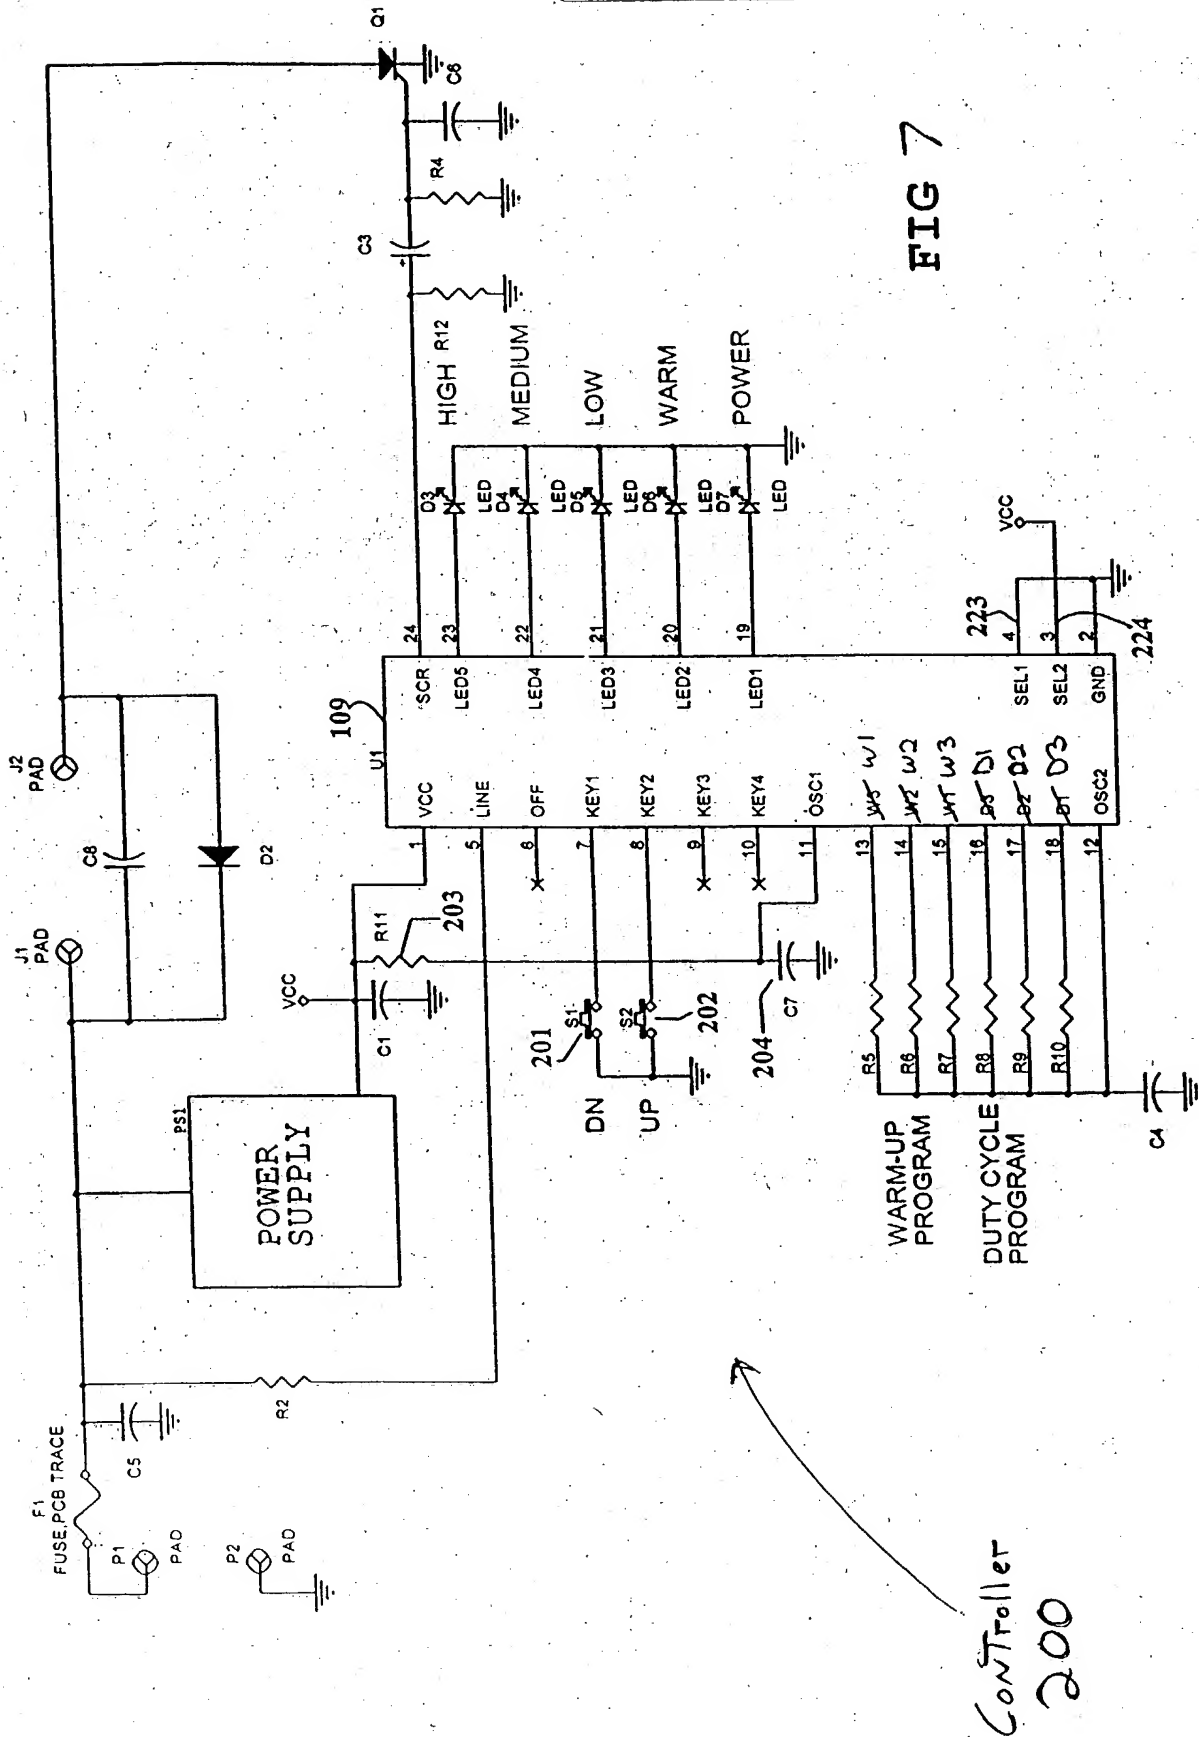 F1
FUSE,PCB TRACE
P1
PAD
P2
PAD
C5
R2
PS1
POWER
SUPPLY
J1
PAD
J2
PAD
C8
D2
VCC
C1
R11
203
Q1
C6
R4
C3
R12
109
U1
1
VCC
5
LINE
6
OFF
7
KEY1
8
KEY2
9
KEY3
10
KEY4
11
OSC1
13
W3 W1
14
W2 W2
15
W1 W3
16
D3 D1
17
D2 D2
18
D1 D3
12
OSC2
SCR
24
LED5
23
LED4
22
LED3
21
LED2
20
LED1
19
SEL1
4
223
SEL2
3
224
GND
2
VCC
D3
LED
HIGH
D4
LED
MEDIUM
D5
LED
LOW
D6
LED
WARM
D7
LED
POWER
201
S1
DN
S2
202
UP
204
C7
R5
R6
R7
R8
R9
R10
WARM-UP
PROGRAM
DUTY CYCLE
PROGRAM
C4
FIG 7
Controller
200